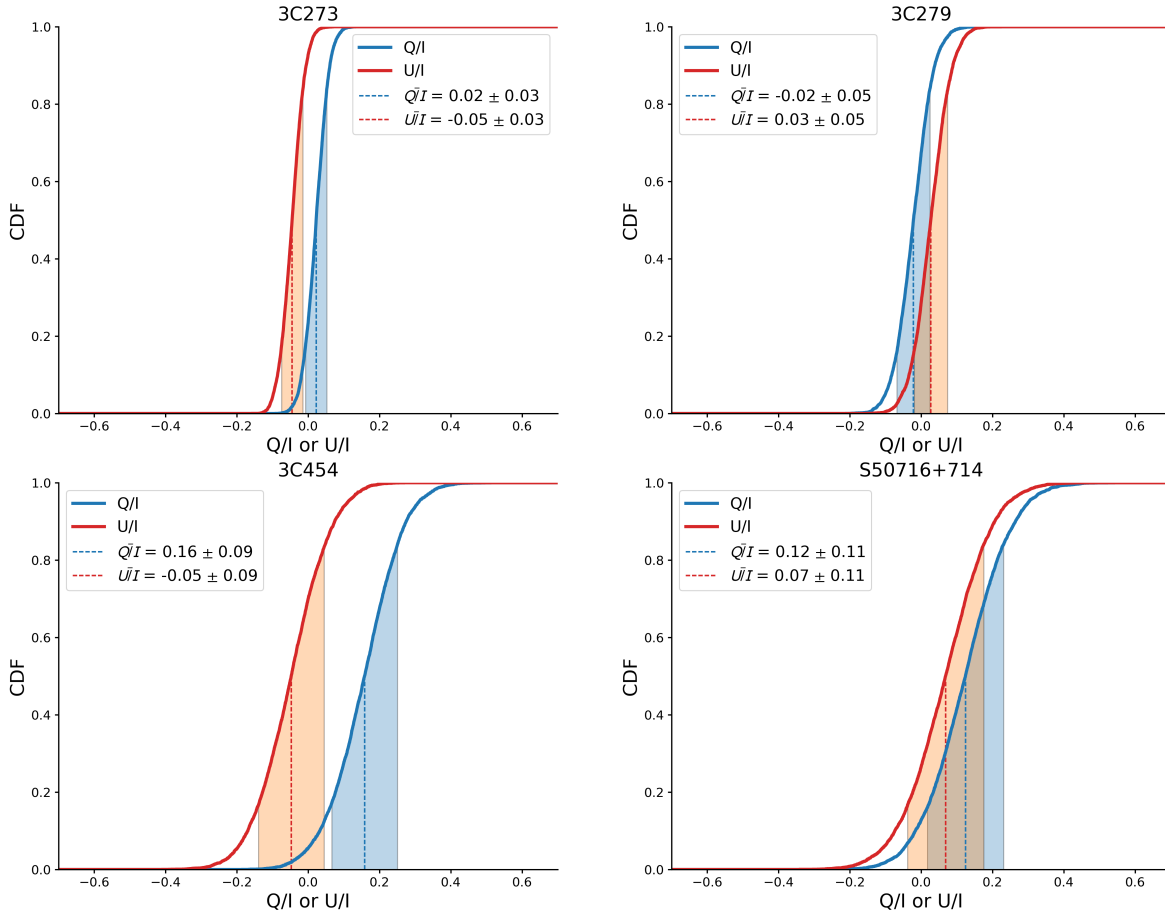 3C273
1.0
0.8
0.6
0.4
0.2
0.0
CDF
Q/I
U/I
Q̄/I = 0.02 ± 0.03
Ū/I = -0.05 ± 0.03
−0.6 −0.4 −0.2 0.0 0.2 0.4 0.6
Q/I or U/I
3C279
1.0
0.8
0.6
0.4
0.2
0.0
CDF
Q/I
U/I
Q̄/I = -0.02 ± 0.05
Ū/I = 0.03 ± 0.05
−0.6 −0.4 −0.2 0.0 0.2 0.4 0.6
Q/I or U/I
3C454
1.0
0.8
0.6
0.4
0.2
0.0
CDF
Q/I
U/I
Q̄/I = 0.16 ± 0.09
Ū/I = -0.05 ± 0.09
−0.6 −0.4 −0.2 0.0 0.2 0.4 0.6
Q/I or U/I
S50716+714
1.0
0.8
0.6
0.4
0.2
0.0
CDF
Q/I
U/I
Q̄/I = 0.12 ± 0.11
Ū/I = 0.07 ± 0.11
−0.6 −0.4 −0.2 0.0 0.2 0.4 0.6
Q/I or U/I